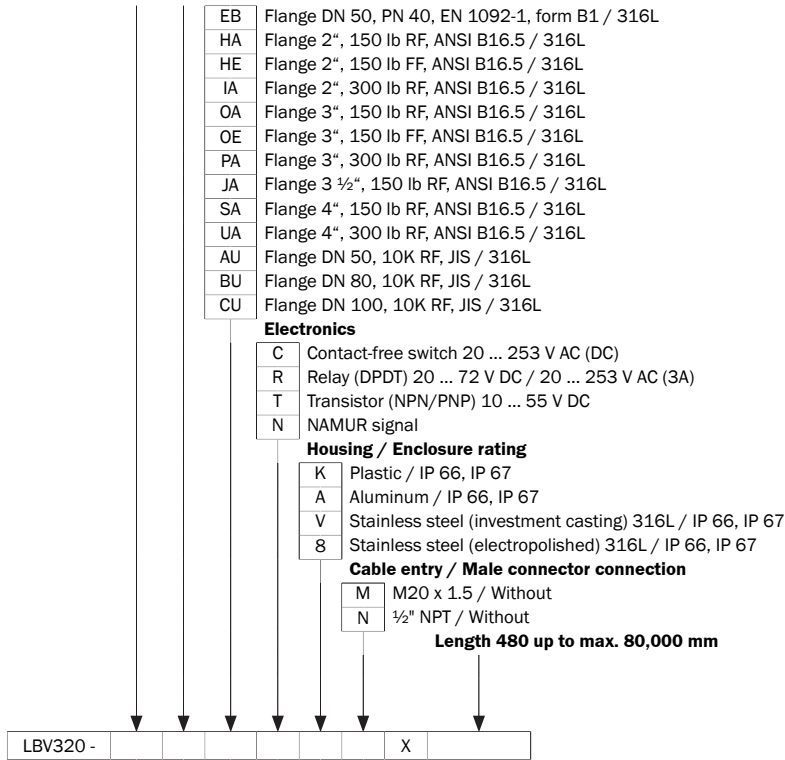 EB Flange DN 50, PN 40, EN 1092-1, form B1 / 316L
HA Flange 2“, 150 lb RF, ANSI B16.5 / 316L
HE Flange 2“, 150 lb FF, ANSI B16.5 / 316L
IA Flange 2“, 300 lb RF, ANSI B16.5 / 316L
OA Flange 3“, 150 lb RF, ANSI B16.5 / 316L
OE Flange 3“, 150 lb FF, ANSI B16.5 / 316L
PA Flange 3“, 300 lb RF, ANSI B16.5 / 316L
JA Flange 3 ½“, 150 lb RF, ANSI B16.5 / 316L
SA Flange 4“, 150 lb RF, ANSI B16.5 / 316L
UA Flange 4“, 300 lb RF, ANSI B16.5 / 316L
AU Flange DN 50, 10K RF, JIS / 316L
BU Flange DN 80, 10K RF, JIS / 316L
CU Flange DN 100, 10K RF, JIS / 316L
Electronics
C Contact-free switch 20 ... 253 V AC (DC)
R Relay (DPDT) 20 ... 72 V DC / 20 ... 253 V AC (3A)
T Transistor (NPN/PNP) 10 ... 55 V DC
N NAMUR signal
Housing / Enclosure rating
K Plastic / IP 66, IP 67
A Aluminum / IP 66, IP 67
V Stainless steel (investment casting) 316L / IP 66, IP 67
8 Stainless steel (electropolished) 316L / IP 66, IP 67
Cable entry / Male connector connection
M M20 x 1.5 / Without
N ½" NPT / Without
Length 480 up to max. 80,000 mm
LBV320 - X